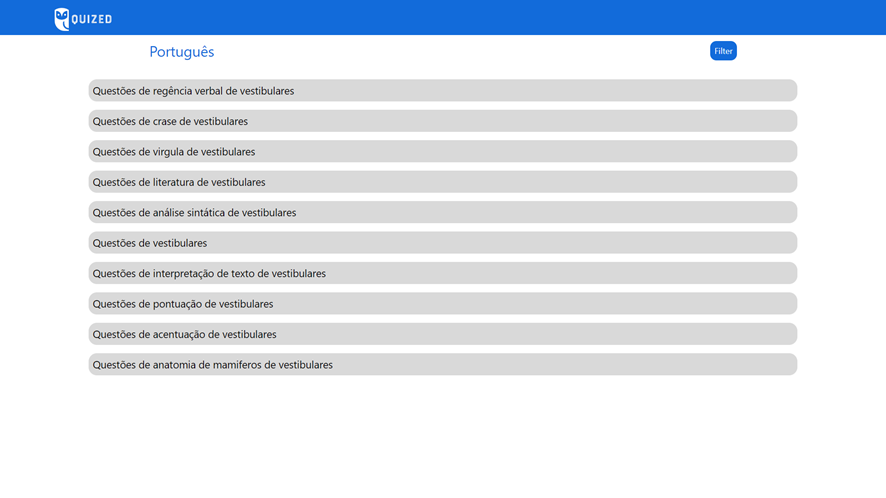 QUIZED
Português
Filter
Questões de regência verbal de vestibulares
Questões de crase de vestibulares
Questões de virgula de vestibulares
Questões de literatura de vestibulares
Questões de análise sintática de vestibulares
Questões de vestibulares
Questões de interpretação de texto de vestibulares
Questões de pontuação de vestibulares
Questões de acentuação de vestibulares
Questões de anatomia de mamiferos de vestibulares